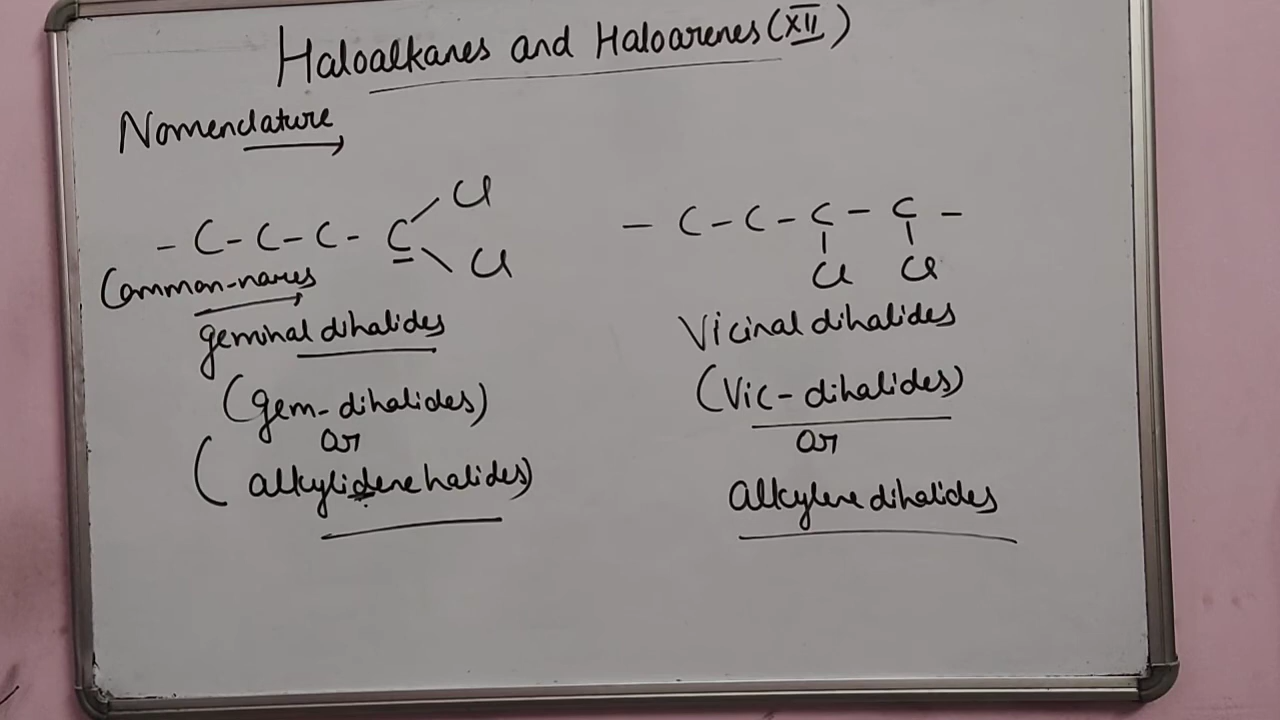 Haloalkanes and Haloarenes (XII)
Nomenclature
Cl
- C - C - C - C
Cl
Common-names
geminal dihalides
(gem-dihalides)
or
(alkylidene halides)
- C - C - C - C -
Cl Cl
Vicinal dihalides
(Vic-dihalides)
or
alkylene dihalides